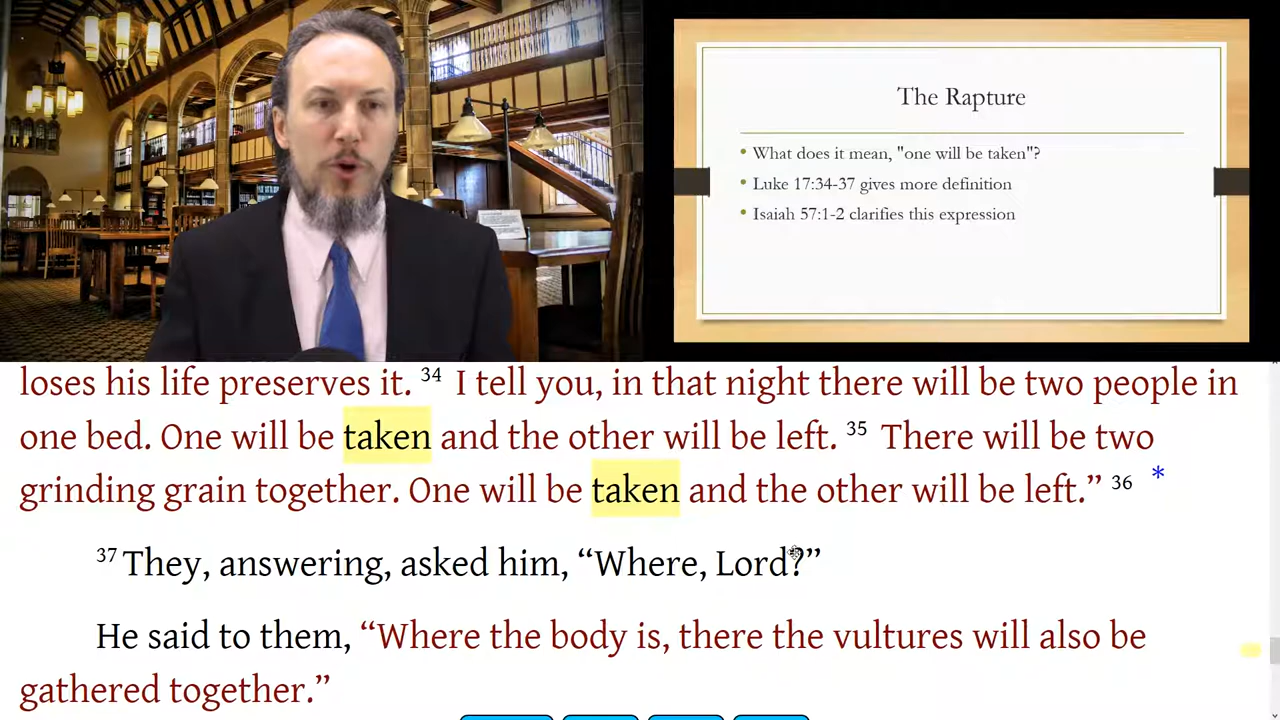 The Rapture
• What does it mean, "one will be taken"?
• Luke 17:34-37 gives more definition
• Isaiah 57:1-2 clarifies this expression
loses his life preserves it. 34 I tell you, in that night there will be two people in
one bed. One will be taken and the other will be left. 35 There will be two
grinding grain together. One will be taken and the other will be left.” 36 *
37 They, answering, asked him, “Where, Lord?”
He said to them, “Where the body is, there the vultures will also be
gathered together.”